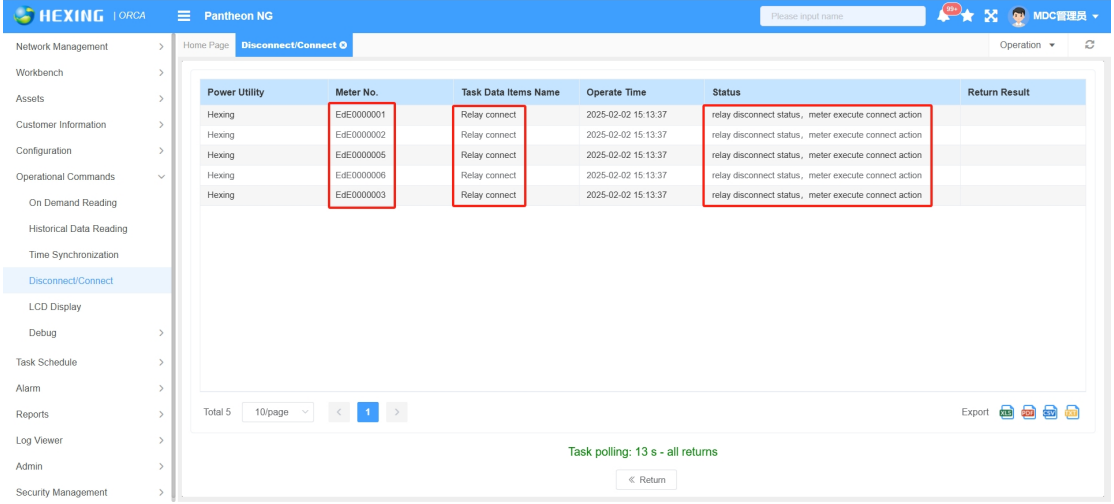 HEXING | ORCA
Pantheon NG
Please input name
99+
MDC管理员
Network Management
Workbench
Assets
Customer Information
Configuration
Operational Commands
On Demand Reading
Historical Data Reading
Time Synchronization
Disconnect/Connect
LCD Display
Debug
Task Schedule
Alarm
Reports
Log Viewer
Admin
Security Management
Home Page Disconnect/Connect
Operation
Power Utility Meter No. Task Data Items Name Operate Time Status Return Result
Hexing EdE0000001 Relay connect 2025-02-02 15:13:37 relay disconnect status，meter execute connect action
Hexing EdE0000002 Relay connect 2025-02-02 15:13:37 relay disconnect status，meter execute connect action
Hexing EdE0000005 Relay connect 2025-02-02 15:13:37 relay disconnect status，meter execute connect action
Hexing EdE0000006 Relay connect 2025-02-02 15:13:37 relay disconnect status，meter execute connect action
Hexing EdE0000003 Relay connect 2025-02-02 15:13:37 relay disconnect status，meter execute connect action
Total 5 10/page < 1 >
Export XLS PDF CSV TXT
Task polling: 13 s - all returns
Return